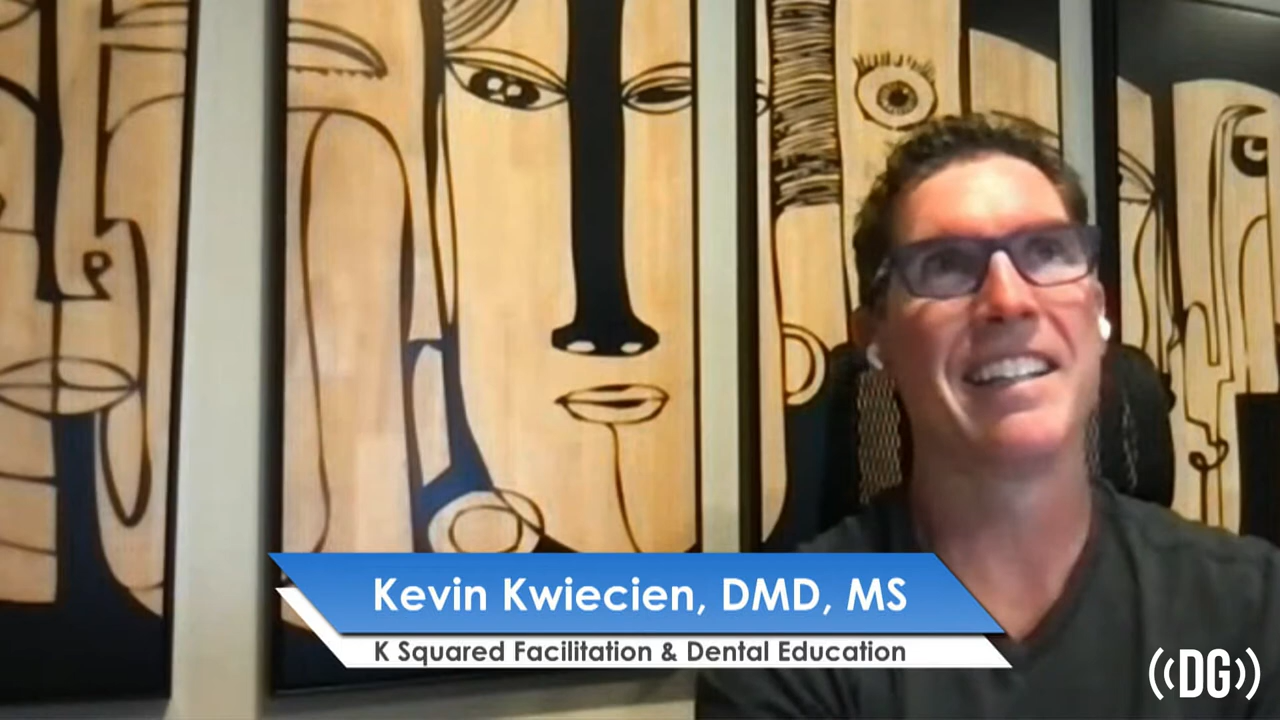 Kevin Kwiecien, DMD, MS
K Squared Facilitation & Dental Education
((DG))